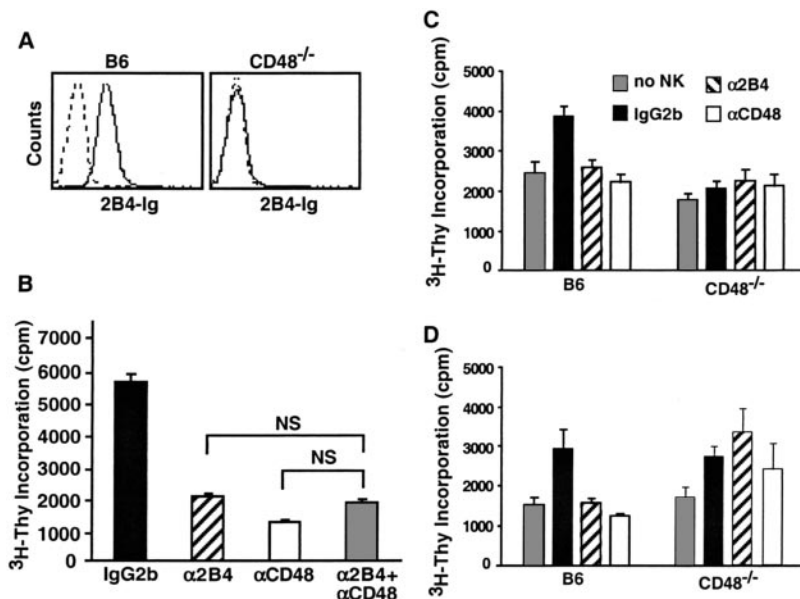 A
B6
CD48-/-
Counts
2B4-Ig
2B4-Ig
B
³H-Thy Incorporation (cpm)
7000
6000
5000
4000
3000
2000
1000
0
NS
NS
IgG2b
α2B4
αCD48
α2B4+
αCD48
C
³H-Thy Incorporation (cpm)
5000
4000
3000
2000
1000
0
no NK
α2B4
IgG2b
αCD48
B6
CD48-/-
D
³H-Thy Incorporation (cpm)
5000
4000
3000
2000
1000
0
B6
CD48-/-